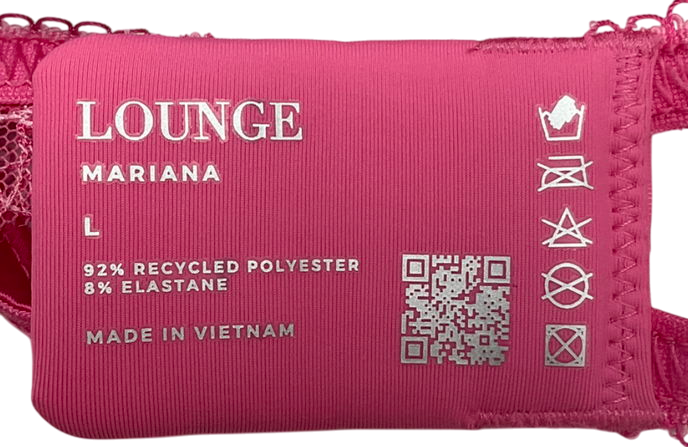 LOUNGE
MARIANA
L
92% RECYCLED POLYESTER
8% ELASTANE
MADE IN VIETNAM